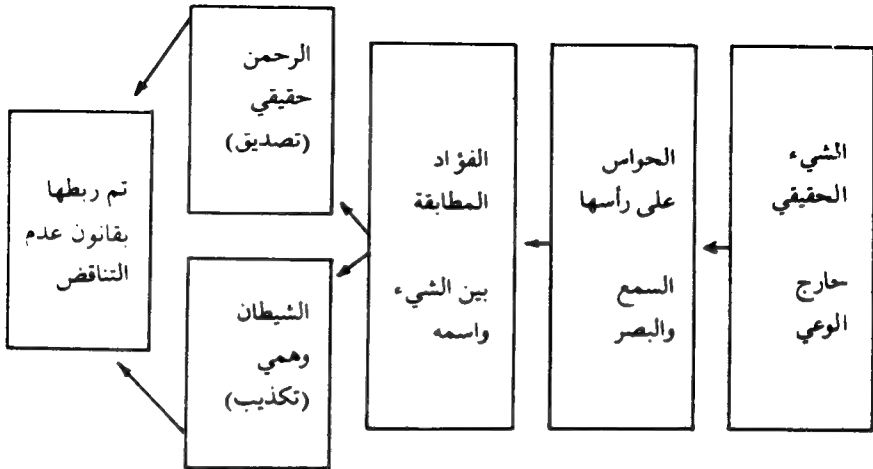 الشيء
الحقيقي
خارج
الوعي
الحواس
على رأسها
السمع
والبصر
الفؤاد
المطابقة
بين الشيء
واسمه
الرحمن
حقيقي
(تصديق)
الشيطان
وهمي
(تكذيب)
تم ربطها
بقانون عدم
التناقض